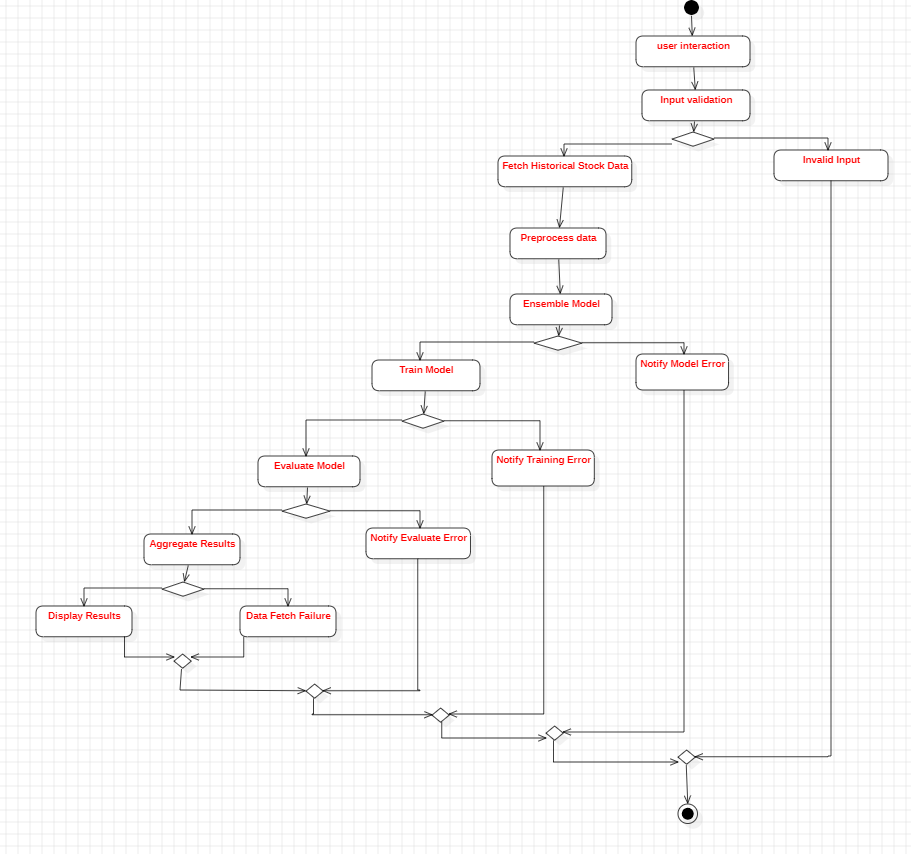 user interaction
Input validation
Fetch Historical Stock Data
Invalid Input
Preprocess data
Ensemble Model
Train Model
Notify Model Error
Evaluate Model
Notify Training Error
Aggregate Results
Notify Evaluate Error
Display Results
Data Fetch Failure